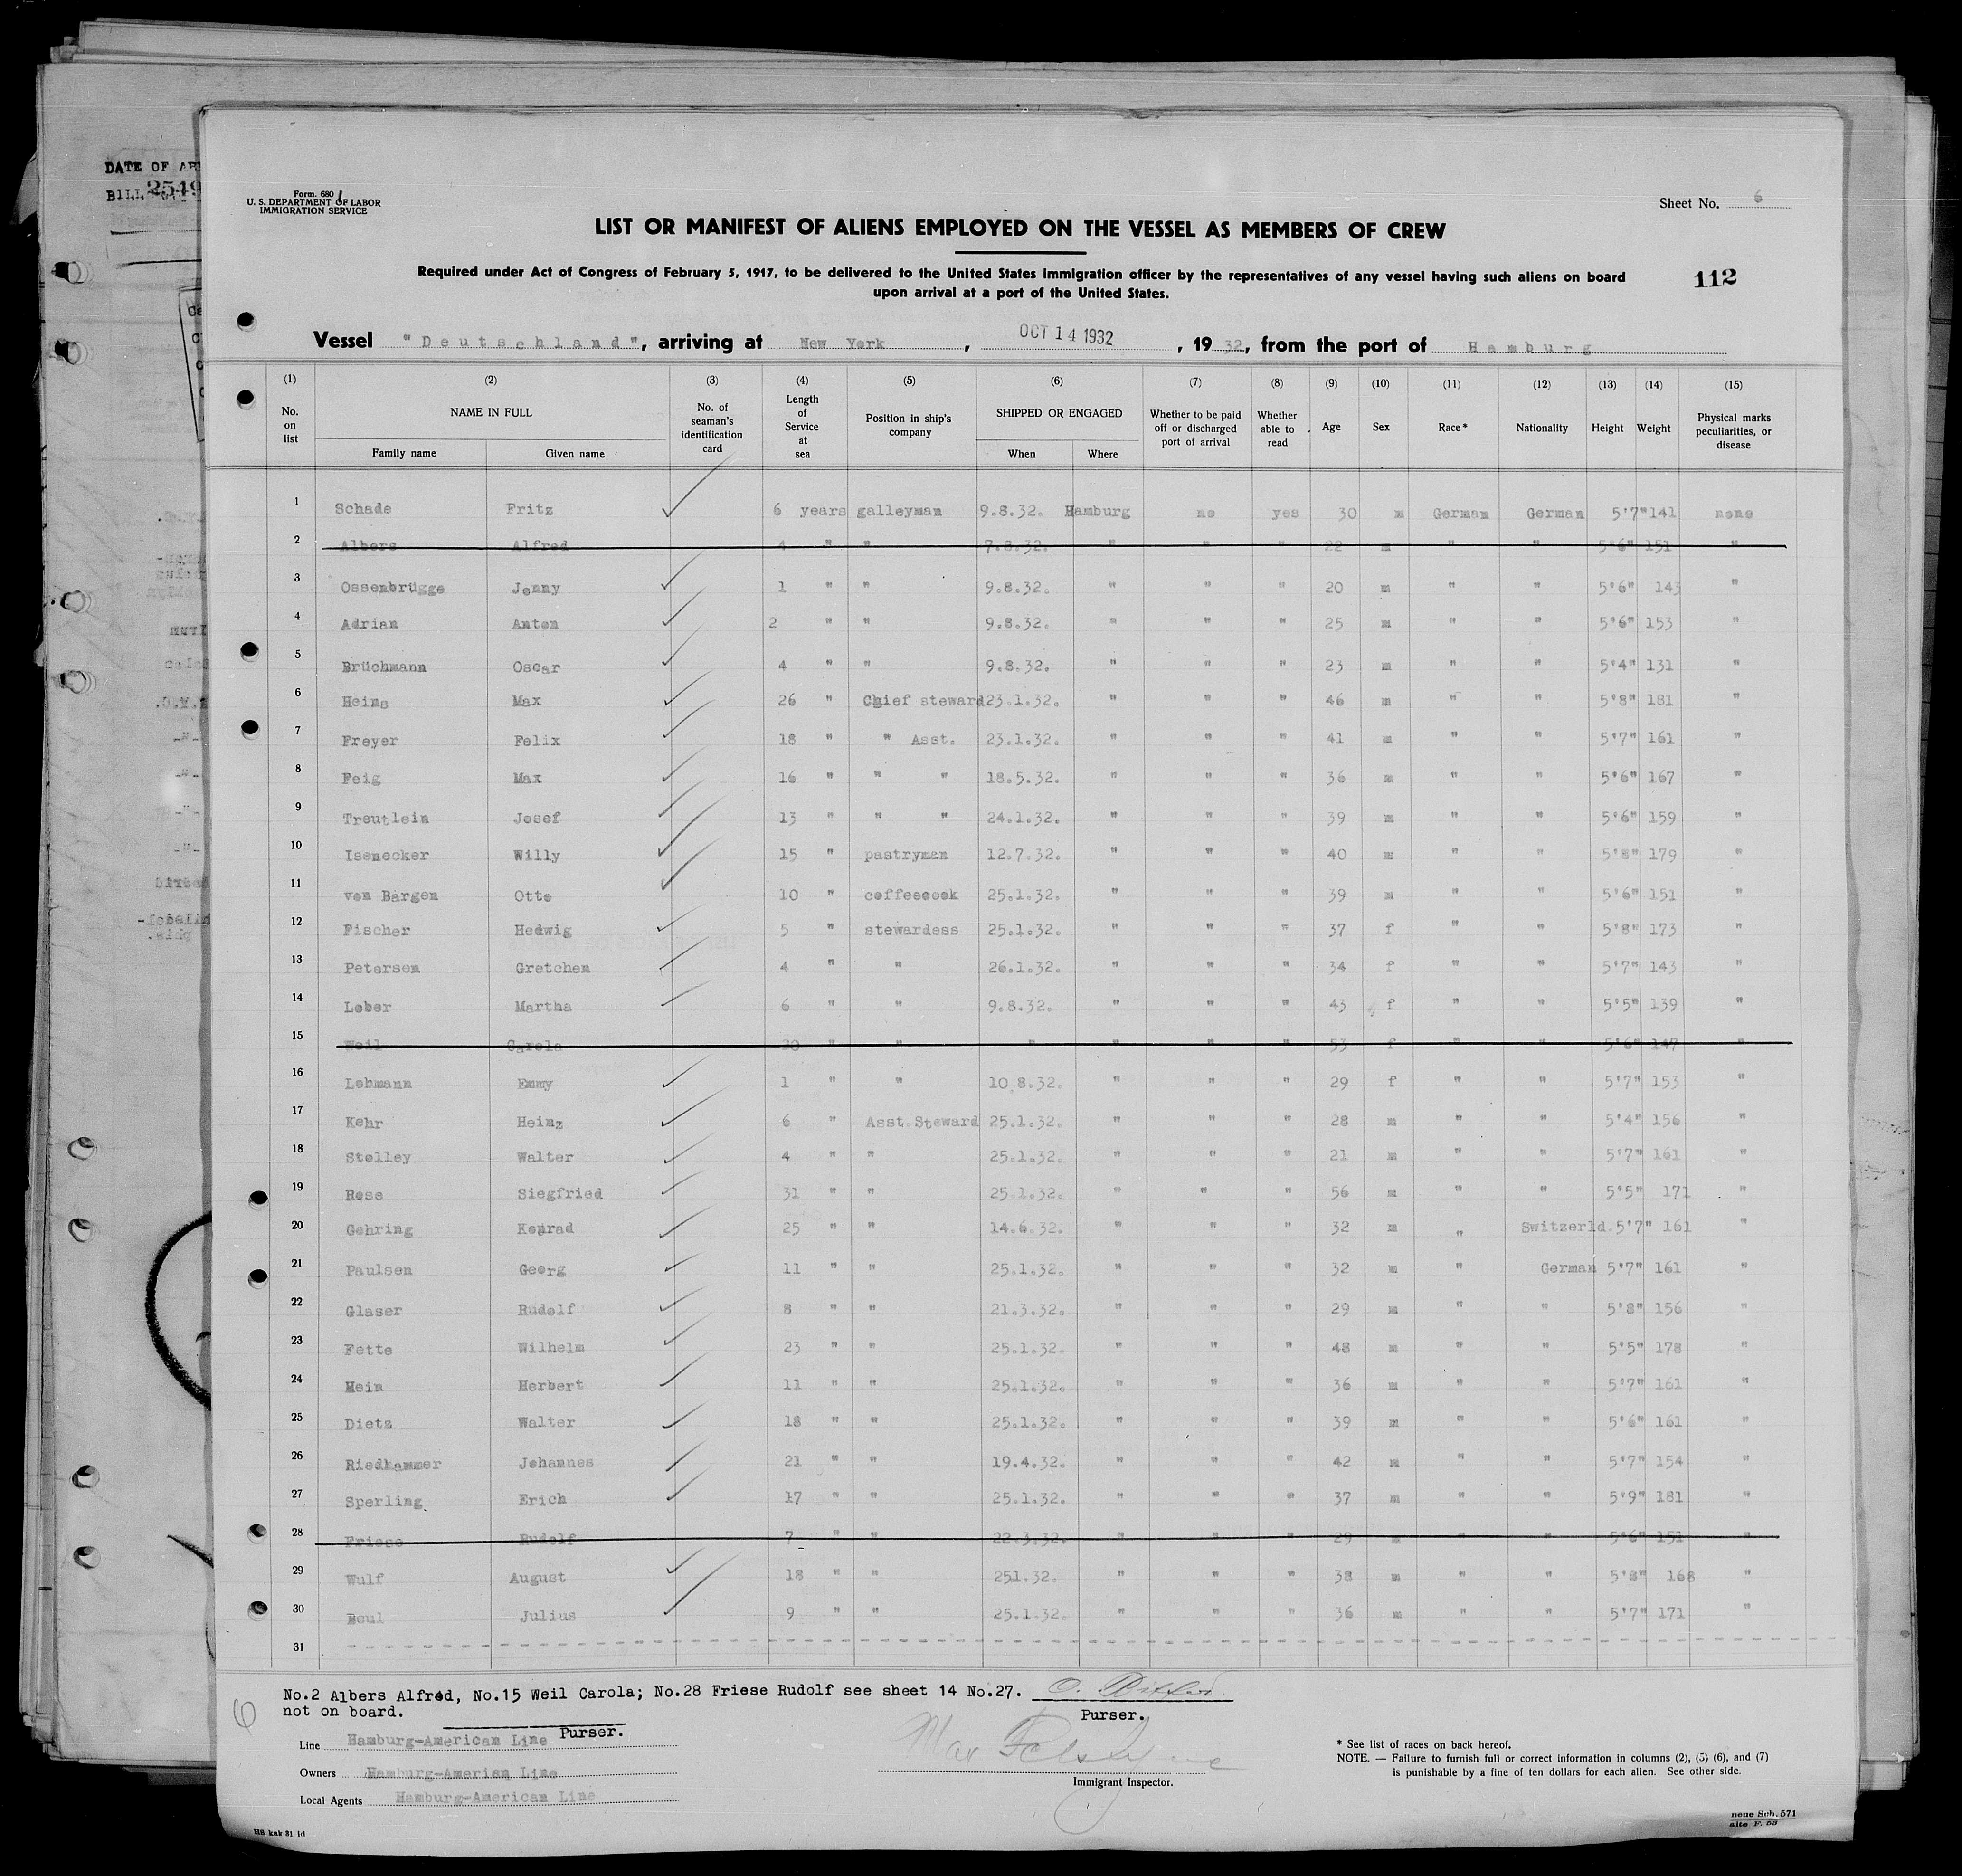 DATE OF AR
BILL 2549
Form. 680
U. S. DEPARTMENT OF LABOR
IMMIGRATION SERVICE
Sheet No. 6
LIST OR MANIFEST OF ALIENS EMPLOYED ON THE VESSEL AS MEMBERS OF CREW
Required under Act of Congress of February 5, 1917, to be delivered to the United States immigration officer by the representatives of any vessel having such aliens on board
upon arrival at a port of the United States.
112
Vessel "Deutschland", arriving at New York, OCT 14 1932, 1932, from the port of Hamburg
(1) (2) (3) (4) (5) (6) (7) (8) (9) (10) (11) (12) (13) (14) (15)
No. on list NAME IN FULL Family name Given name No. of seaman's identification card Length of Service at sea Position in ship's company SHIPPED OR ENGAGED When Where Whether to be paid off or discharged port of arrival Whether able to read Age Sex Race* Nationality Height Weight Physical marks peculiarities, or disease
1 Schade Fritz 6 years galleyman 9.8.32. Hamburg no yes 30 m German German 5'7" 141 none
2 Albers Alfred 4 " " 7.8.32. " " " 22 m " " 5'6" 151 "
3 Ossenbrügge Jenny 1 " " 9.8.32. " " " 20 m " " 5'6" 143 "
4 Adrian Anton 2 " " 9.8.32. " " " 25 m " " 5'6" 153 "
5 Brüchmann Oscar 4 " " 9.8.32. " " " 23 m " " 5'4" 131 "
6 Heins Max 26 " Chief steward 23.1.32. " " " 46 m " " 5'8" 181 "
7 Freyer Felix 18 " " Asst. 23.1.32. " " " 41 m " " 5'7" 161 "
8 Feig Max 16 " " " 18.5.32. " " " 36 m " " 5'6" 167 "
9 Treutlein Josef 13 " " " 24.1.32. " " " 39 m " " 5'6" 159 "
10 Isenecker Willy 15 " pastryman 12.7.32. " " " 40 m " " 5'8" 179 "
11 von Bargen Otto 10 " coffeecook 25.1.32. " " " 39 m " " 5'6" 151 "
12 Fischer Hedwig 5 " stewardess 25.1.32. " " " 37 f " " 5'8" 173 "
13 Petersen Gretchen 4 " " 26.1.32. " " " 34 f " " 5'7" 143 "
14 Leber Martha 6 " " 9.8.32. " " " 43 f " " 5'5" 139 "
15 Weil Carola 20 " " " " " " 53 f " " 5'6" 147 "
16 Lehmann Emmy 1 " " 10.8.32. " " " 29 f " " 5'7" 153 "
17 Kehr Heinz 6 " Asst.Steward 25.1.32. " " " 28 m " " 5'4" 156 "
18 Stolley Walter 4 " " 25.1.32. " " " 21 m " " 5'7" 161 "
19 Rose Siegfried 31 " " 25.1.32. " " " 56 m " " 5'5" 171 "
20 Gehring Konrad 25 " " 14.6.32. " " " 32 m " Switzerld. 5'7" 161 "
21 Paulsen Georg 11 " " 25.1.32. " " " 32 m " German 5'7" 161 "
22 Glaser Rudolf 8 " " 21.3.32. " " " 29 m " " 5'8" 156 "
23 Fette Wilhelm 23 " " 25.1.32. " " " 48 m " " 5'5" 178 "
24 Hein Herbert 11 " " 25.1.32. " " " 36 m " " 5'7" 161 "
25 Dietz Walter 18 " " 25.1.32. " " " 39 m " " 5'6" 161 "
26 Riedhammer Johannes 21 " " 19.4.32. " " " 42 m " " 5'7" 154 "
27 Sperling Erich 17 " " 25.1.32. " " " 37 m " " 5'9" 181 "
28 Friese Rudolf 7 " " 22.3.32. " " " 29 m " " 5'6" 151 "
29 Wulf August 18 " " 251.32. " " " 38 m " " 5'8" 168 "
30 Beul Julius 9 " " 25.1.32. " " " 36 m " " 5'7" 171 "
31
No.2 Albers Alfred, No.15 Weil Carola; No.28 Friese Rudolf see sheet 14 No.27.
not on board.
Purser. Purser.
6
Line Hamburg-American Line
Owners Hamburg-Amerian Line
Local Agents Hamburg-American Line
Max
Immigrant Inspector.
* See list of races on back hereof.
NOTE. — Failure to furnish full or correct information in columns (2), (5) (6), and (7)
is punishable by a fine of ten dollars for each alien. See other side.
HS kak 31 1d
neue Sch. 571
alte F. 53